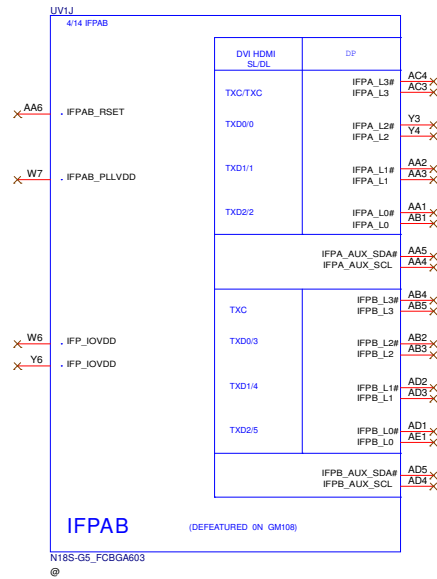 UV1J
4/14 IFPAB
DVI HDMI
SL/DL
DP
AA6 IFPAB_RSET
W7 IFPAB_PLLVDD
W6 IFP_IOVDD
Y6 IFP_IOVDD
TXC/TXC
IFPA_L3# AC4
IFPA_L3 AC3
TXD0/0
IFPA_L2# Y3
IFPA_L2 Y4
TXD1/1
IFPA_L1# AA2
IFPA_L1 AA3
TXD2/2
IFPA_L0# AA1
IFPA_L0 AB1
IFPA_AUX_SDA# AA5
IFPA_AUX_SCL AA4
TXC
IFPB_L3# AB4
IFPB_L3 AB5
TXD0/3
IFPB_L2# AB2
IFPB_L2 AB3
TXD1/4
IFPB_L1# AD2
IFPB_L1 AD3
TXD2/5
IFPB_L0# AD1
IFPB_L0 AE1
IFPB_AUX_SDA# AD5
IFPB_AUX_SCL AD4
IFPAB (DEFEATURED 0N GM108)
N18S-G5_FCBGA603
@